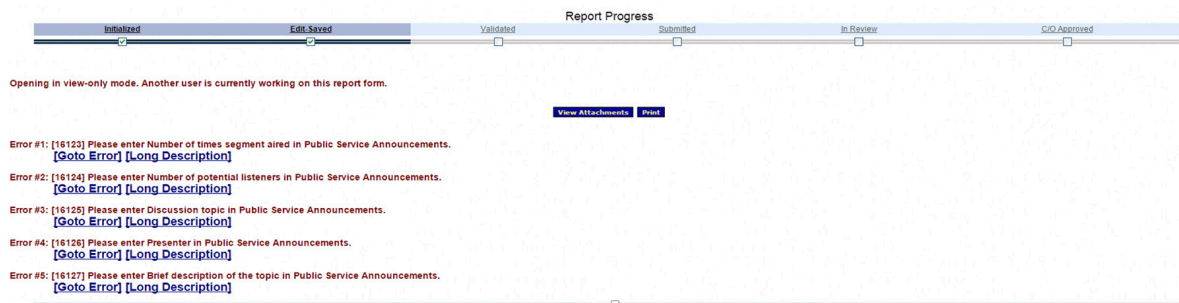 Report Progress
Initialized Edit-Saved Validated Submitted In Review C/O Approved
Opening in view-only mode. Another user is currently working on this report form.
View Attachments Print
Error #1: [16123] Please enter Number of times segment aired in Public Service Announcements.
[Goto Error] [Long Description]
Error #2: [16124] Please enter Number of potential listeners in Public Service Announcements.
[Goto Error] [Long Description]
Error #3: [16125] Please enter Discussion topic in Public Service Announcements.
[Goto Error] [Long Description]
Error #4: [16126] Please enter Presenter in Public Service Announcements.
[Goto Error] [Long Description]
Error #5: [16127] Please enter Brief description of the topic in Public Service Announcements.
[Goto Error] [Long Description]